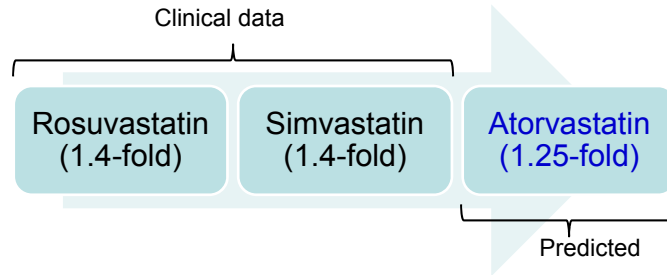 Clinical data
Rosuvastatin
(1.4-fold)
Simvastatin
(1.4-fold)
Atorvastatin
(1.25-fold)
Predicted